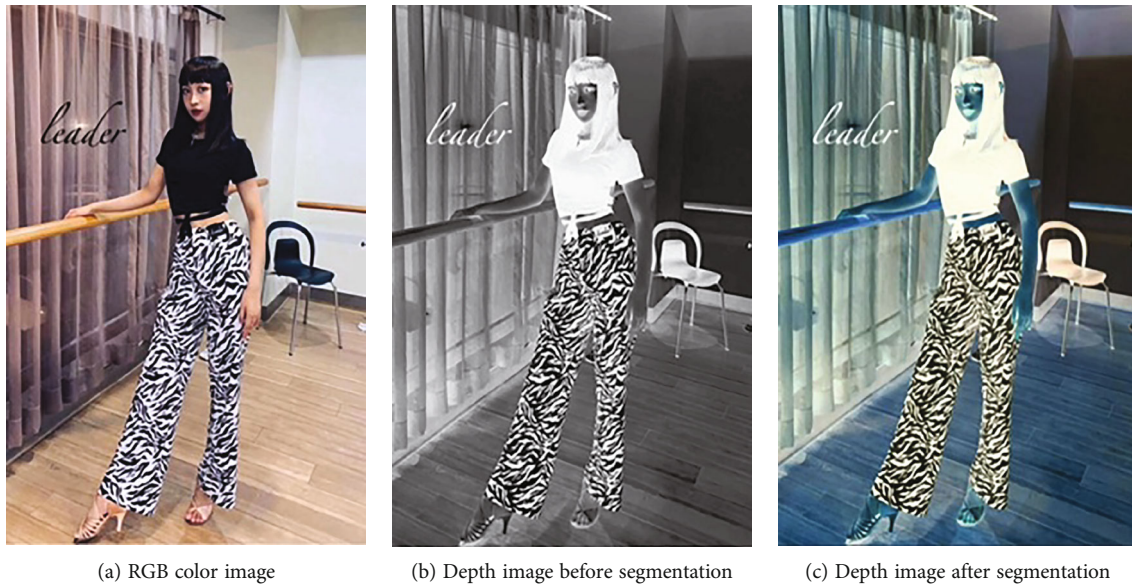 leader
leader
leader
(a) RGB color image
(b) Depth image before segmentation
(c) Depth image after segmentation